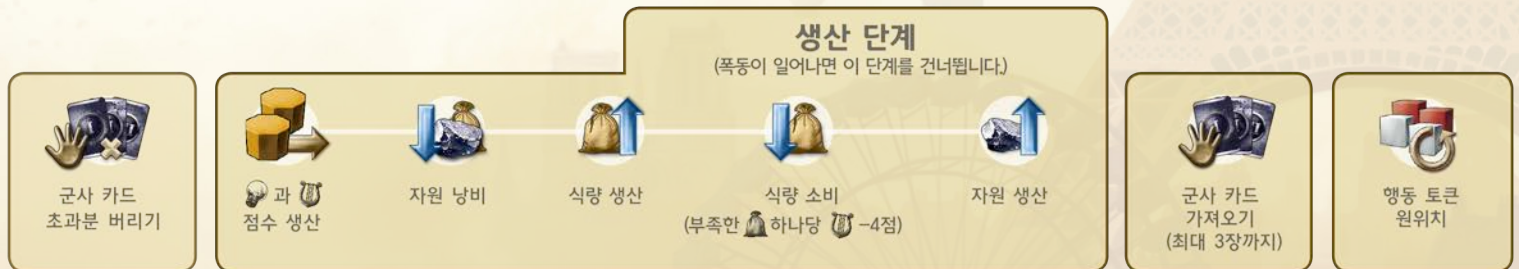 생산 단계
(폭동이 일어나면 이 단계를 건너뜁니다.)
군사 카드
초과분 버리기
과
점수 생산
자원 낭비
식량 생산
식량 소비
(부족한 하나당 -4점)
자원 생산
군사 카드
가져오기
(최대 3장까지)
행동 토큰
원위치